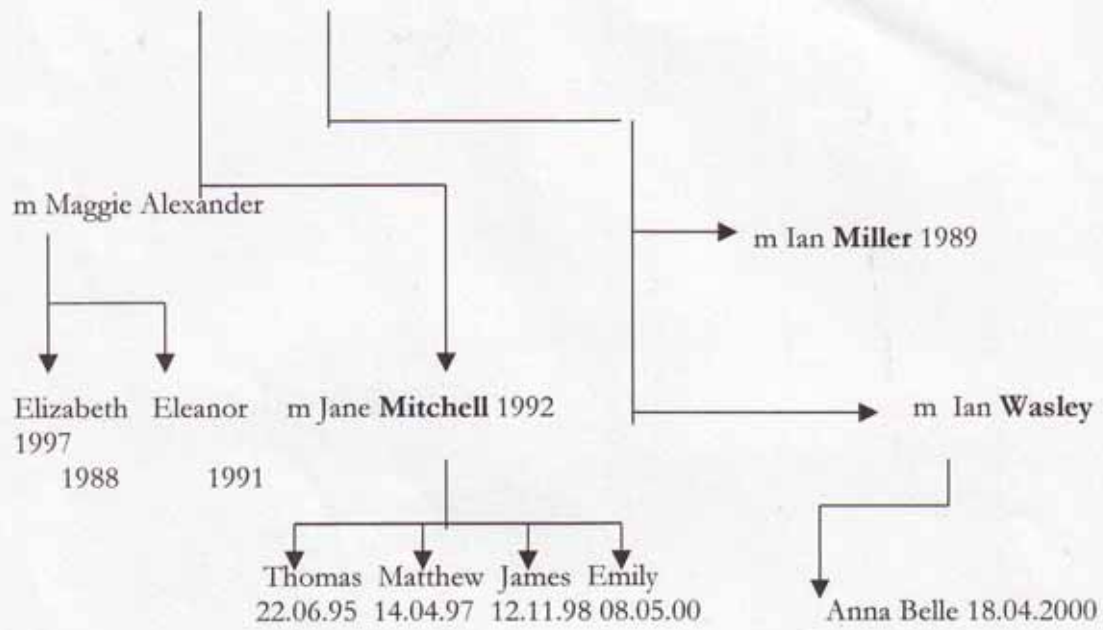 m Maggie Alexander
m Ian Miller 1989
Elizabeth Eleanor m Jane Mitchell 1992 m Ian Wasley
1997
1988 1991
Thomas Matthew James Emily
22.06.95 14.04.97 12.11.98 08.05.00 Anna Belle 18.04.2000